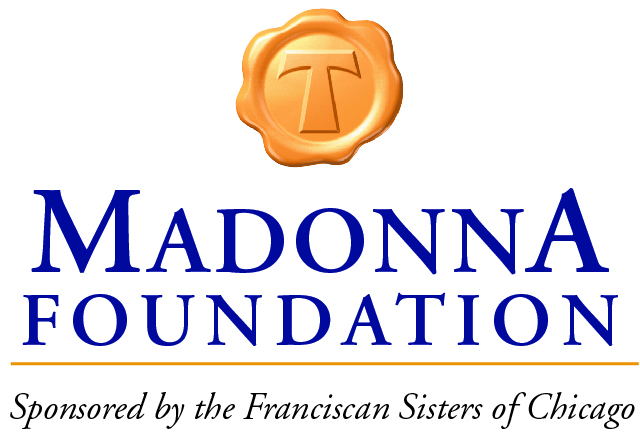 T
MADONNA
FOUNDATION
Sponsored by the Franciscan Sisters of Chicago